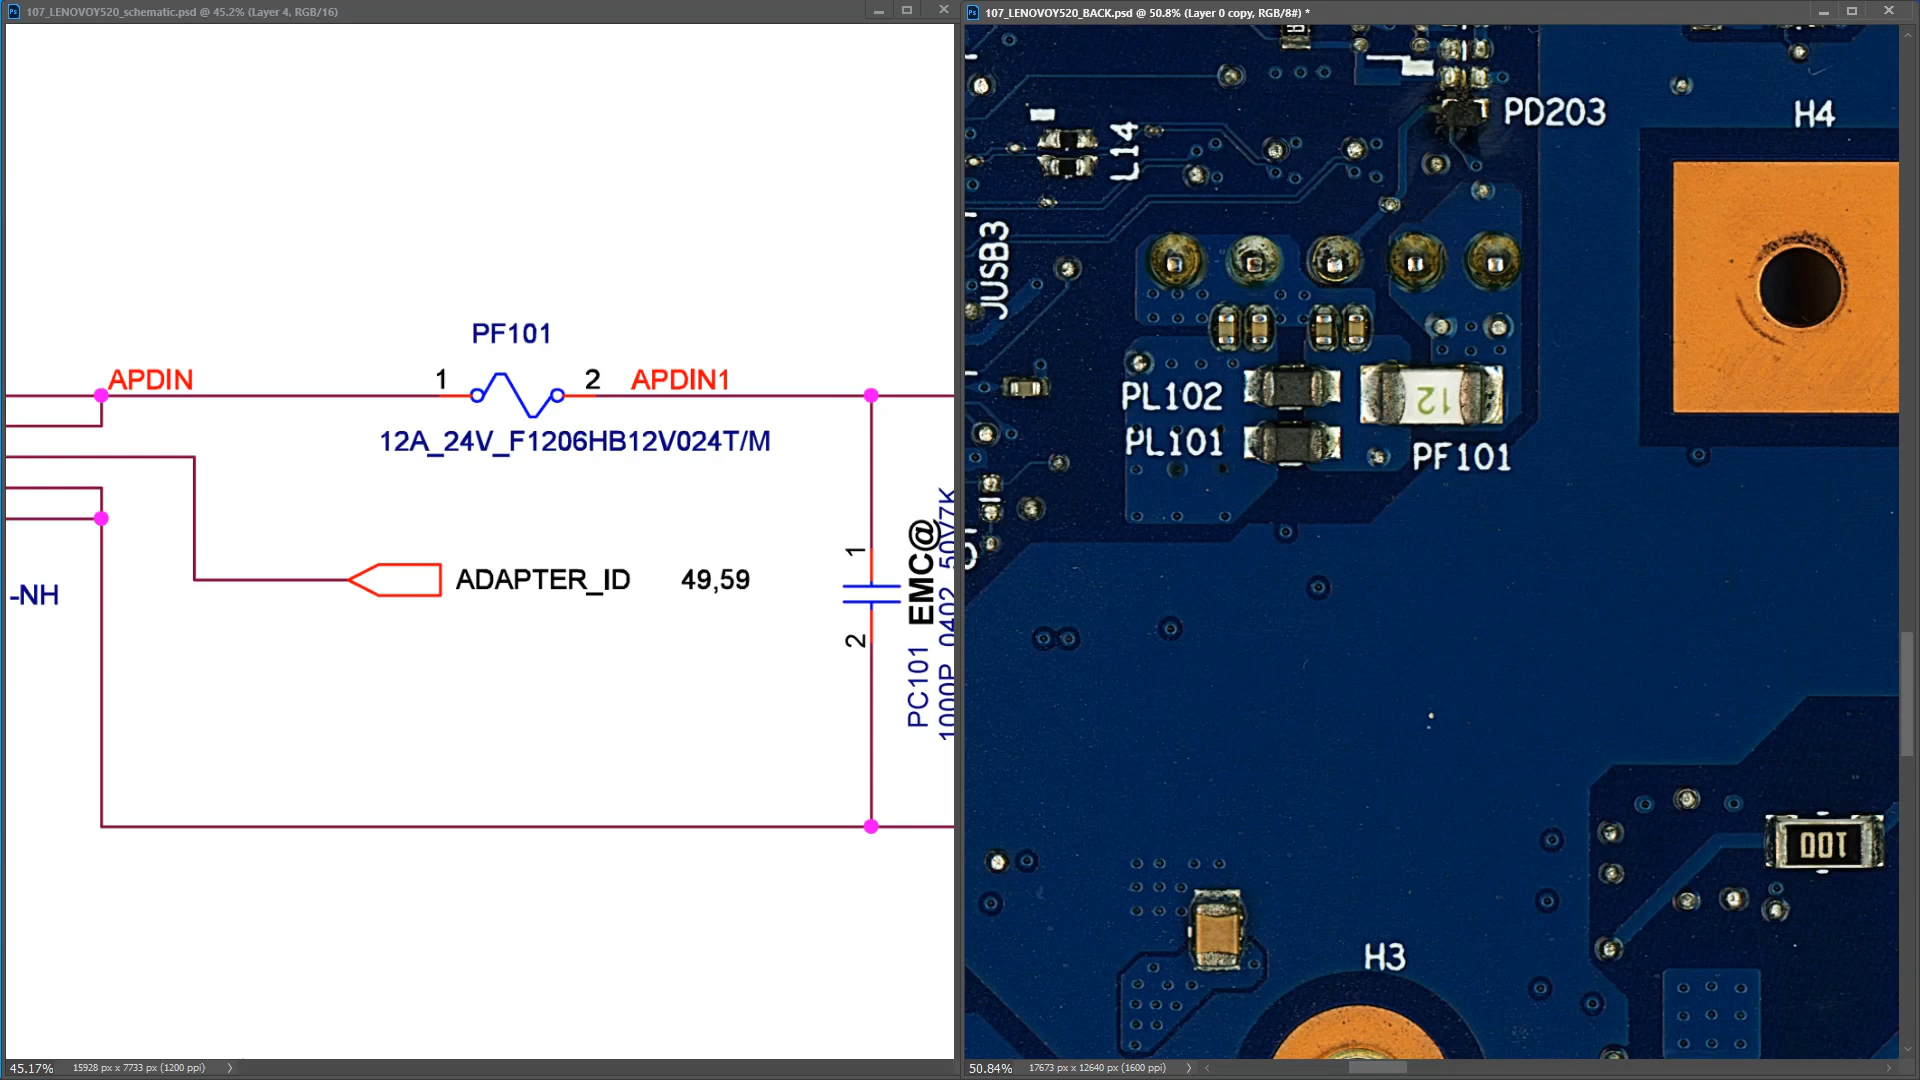 107_LENOVOY520_schematic.psd @ 45.2% (Layer 4, RGB/16)
PF101
APDIN
1
2
APDIN1
12A_24V_F1206HB12V024T/M
ADAPTER_ID 49,59
-NH
1
2
PC101
EMC@
1000P_0402_50V7K
45.17% 15928 px x 7733 px (1200 ppi)
107_LENOVOY520_BACK.psd @ 50.8% (Layer 0 copy, RGB/8#) *
PD203
H4
L14
JUSB3
PL102
12
PL101
PF101
001
H3
50.84% 17673 px x 12640 px (1600 ppi)